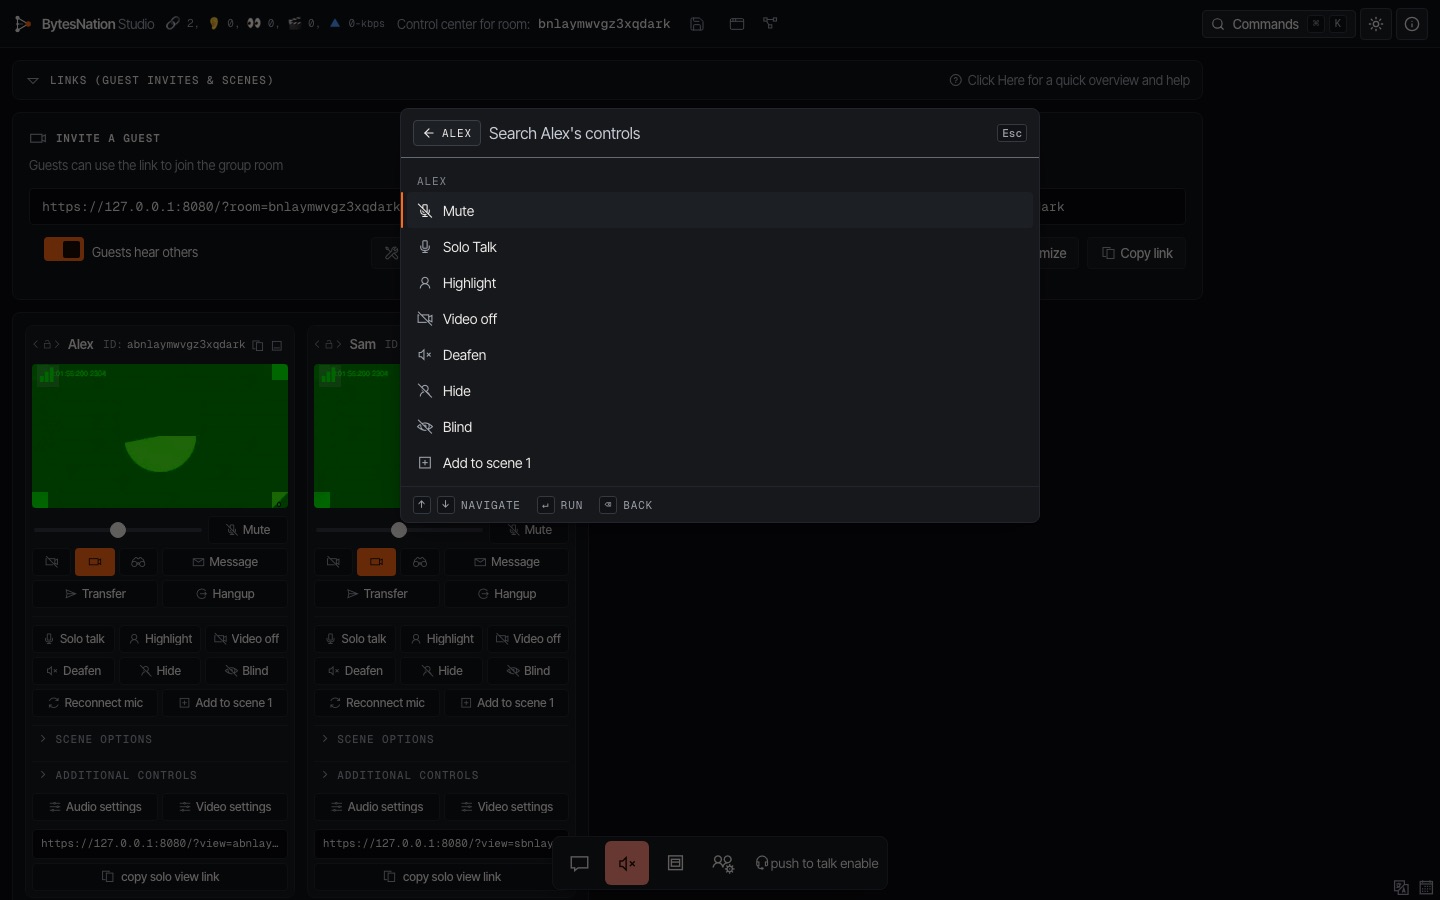 BytesNation Studio 2, 0, 0, 0, 0-kbps Control center for room: bnlaymwvgz3xqdark Commands ⌘ K
LINKS (GUEST INVITES & SCENES) Click Here for a quick overview and help
INVITE A GUEST
Guests can use the link to join the group room
https://127.0.0.1:8080/?room=bnlaymwvgz3xqdark
ark
Guests hear others
mize Copy link
ALEX Search Alex's controls Esc
ALEX
Mute
Solo Talk
Highlight
Video off
Deafen
Hide
Blind
Add to scene 1
↑ ↓ NAVIGATE ↵ RUN ⌫ BACK
Alex ID: abnlaymwvgz3xqdark
Mute
Message
Transfer Hangup
Solo talk Highlight Video off
Deafen Hide Blind
Reconnect mic Add to scene 1
SCENE OPTIONS
ADDITIONAL CONTROLS
Audio settings Video settings
https://127.0.0.1:8080/?view=abnlay…
copy solo view link
Sam ID
Mute
Message
Transfer Hangup
Solo talk Highlight Video off
Deafen Hide Blind
Reconnect mic Add to scene 1
SCENE OPTIONS
ADDITIONAL CONTROLS
Audio settings Video settings
https://127.0.0.1:8080/?view=sbnlay
copy solo view link
push to talk enable